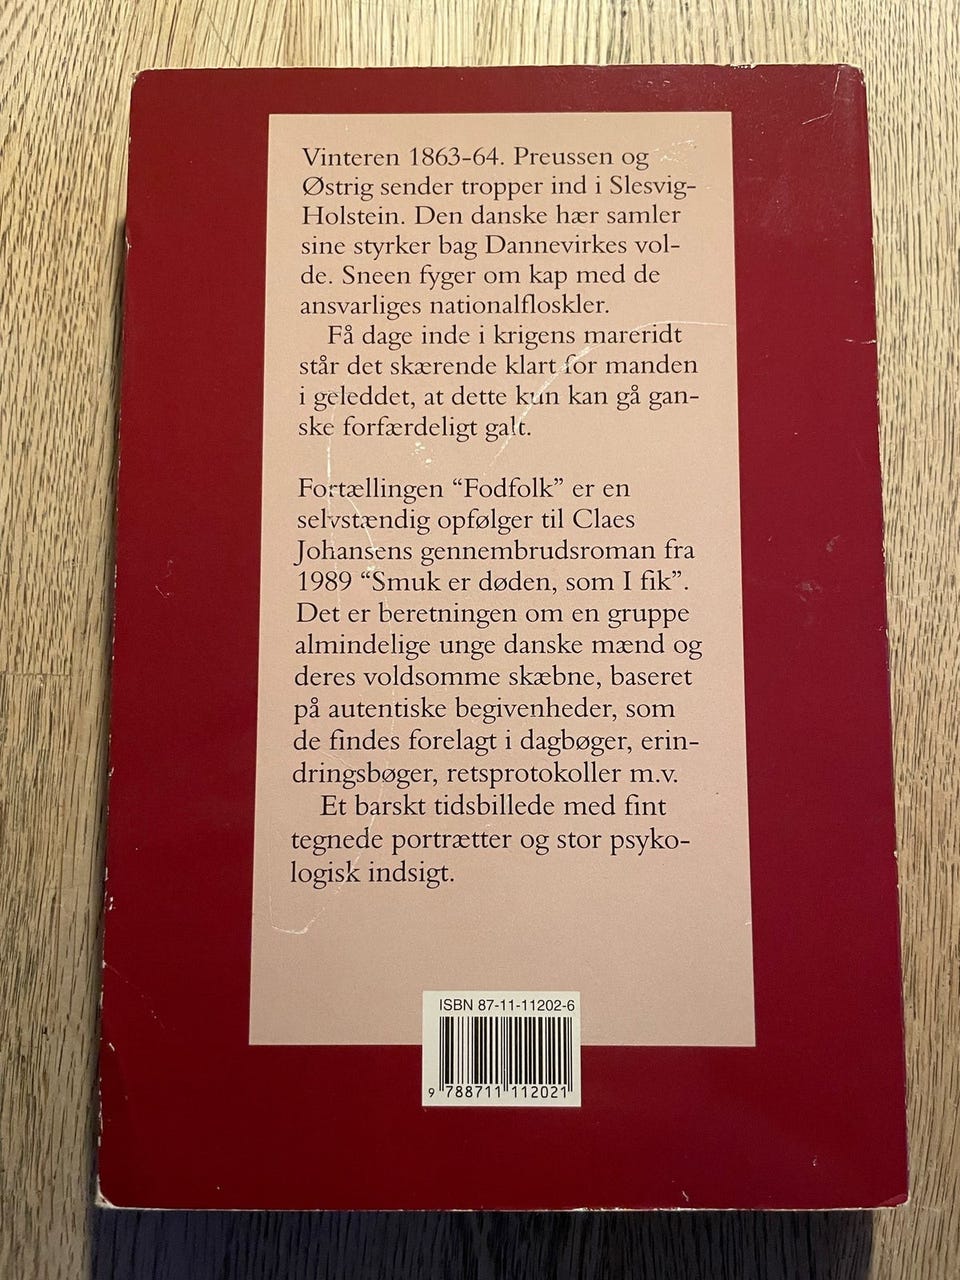 Vinteren 1863-64. Preussen og
Østrig sender tropper ind i Slesvig-
Holstein. Den danske hær samler
sine styrker bag Dannevirkes vol-
de. Sneen fyger om kap med de
ansvarliges nationalfloskler.
Få dage inde i krigens mareridt
står det skærende klart for manden
i geleddet, at dette kun kan gå gan-
ske forfærdeligt galt.
Fortællingen “Fodfolk” er en
selvstændig opfølger til Claes
Johansens gennembrudsroman fra
1989 “Smuk er døden, som I fik”.
Det er beretningen om en gruppe
almindelige unge danske mænd og
deres voldsomme skæbne, baseret
på autentiske begivenheder, som
de findes forelagt i dagbøger, erin-
dringsbøger, retsprotokoller m.v.
Et barskt tidsbillede med fint
tegnede portrætter og stor psyko-
logisk indsigt.
ISBN 87-11-11202-6
9 788711 112021